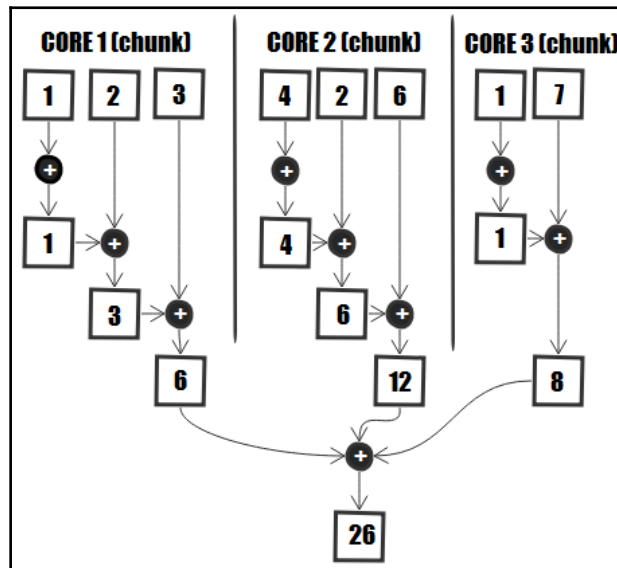 CORE 1 (chunk) CORE 2 (chunk) CORE 3 (chunk)
1 2 3 4 2 6 1 7
+ + +
1 + 4 + 1 +
3 + 6 +
6 12 8
+
26